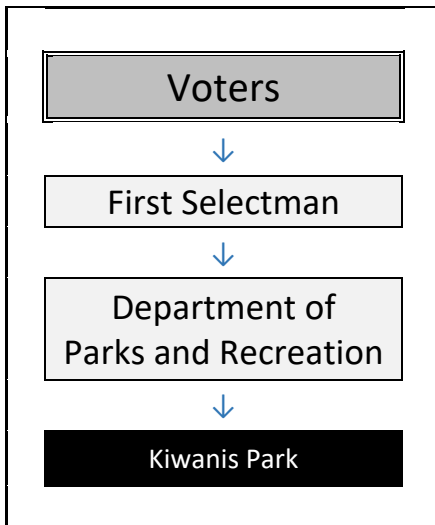 Voters
First Selectman
Department of
Parks and Recreation
Kiwanis Park